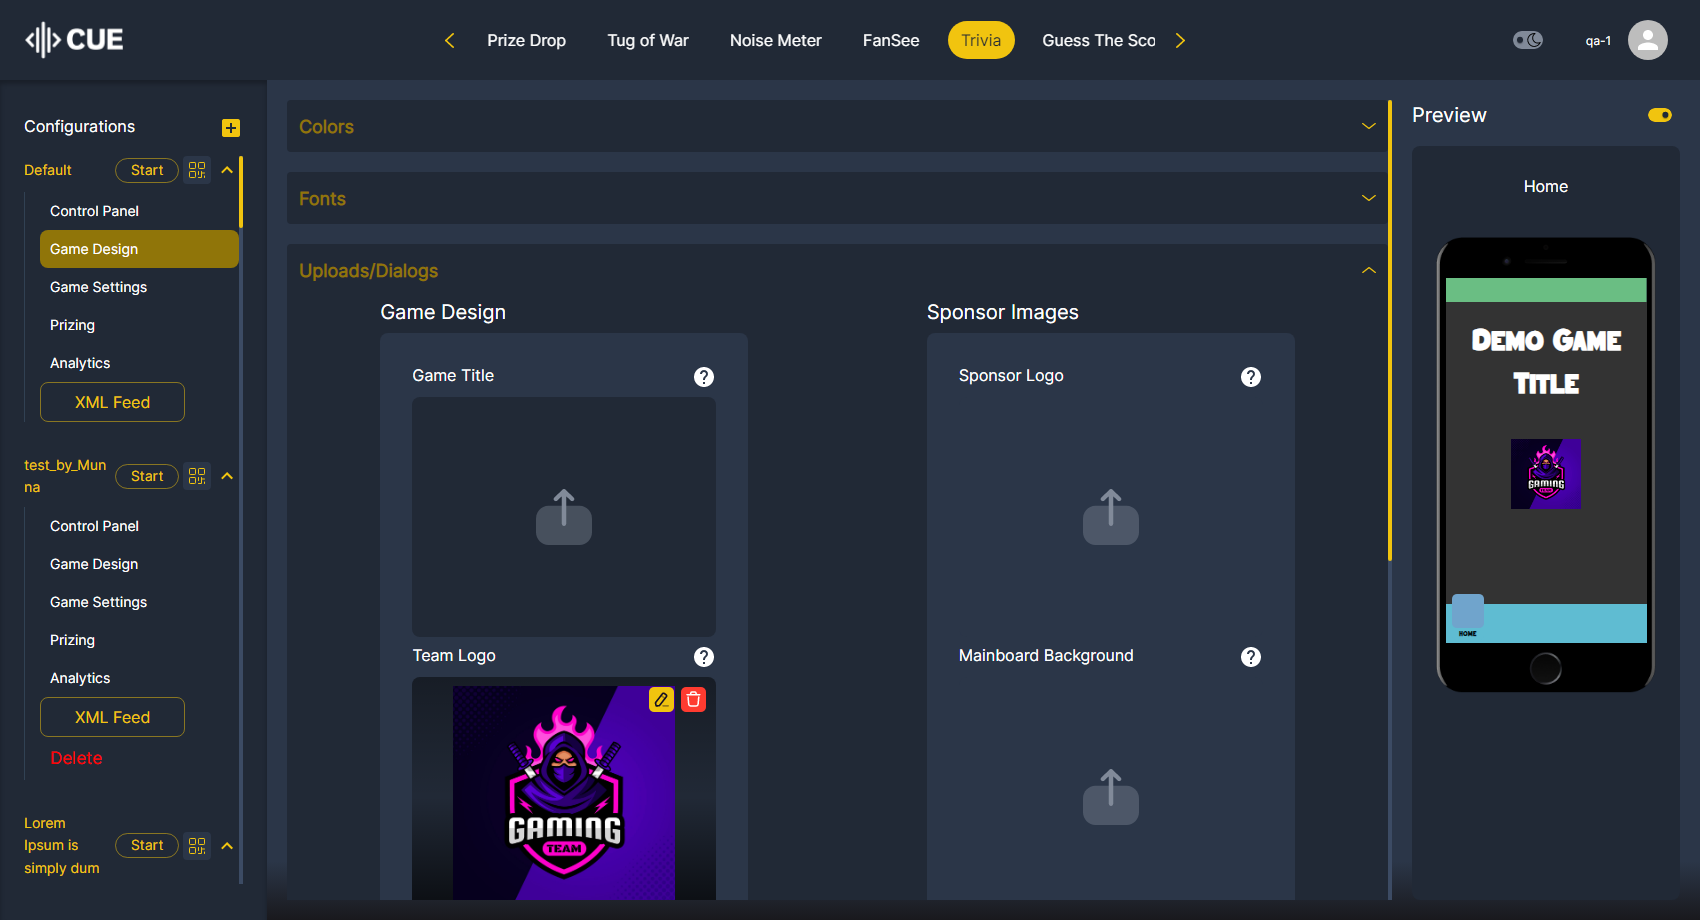 CUE
Prize Drop
Tug of War
Noise Meter
FanSee
Trivia
Guess The Sco
qa-1
Configurations
Default
Start
Control Panel
Game Design
Game Settings
Prizing
Analytics
XML Feed
test_by_Mun
na
Start
Control Panel
Game Design
Game Settings
Prizing
Analytics
XML Feed
Delete
Lorem
Ipsum is
simply dum
Start
Colors
Fonts
Uploads/Dialogs
Game Design
Game Title
?
Team Logo
?
GAMING
TEAM
Sponsor Images
Sponsor Logo
?
Mainboard Background
?
Preview
Home
DEMO GAME
TITLE
GAMING
TEAM
HOME